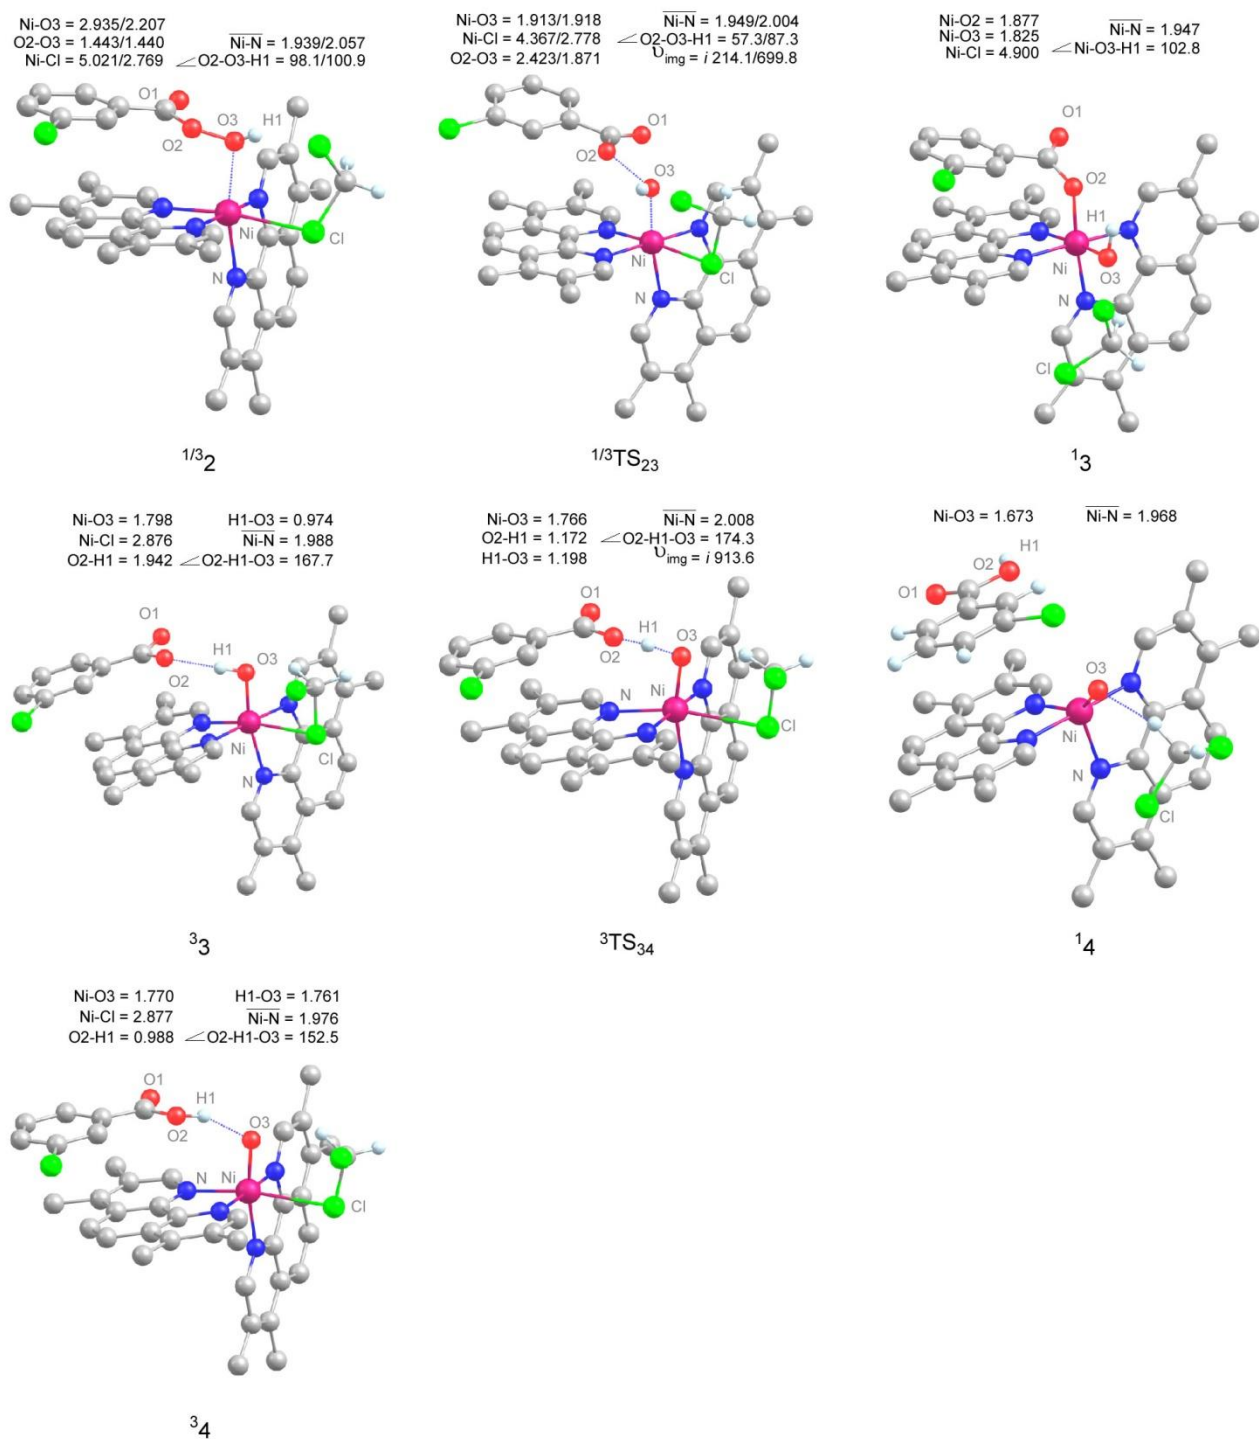 Ni-O3 = 2.935/2.207
O2-O3 = 1.443/1.440 Ni-N = 1.939/2.057
Ni-Cl = 5.021/2.769 ∠O2-O3-H1 = 98.1/100.9
O1
O3 H1
O2
Ni Cl
N
1/32
Ni-O3 = 1.913/1.918 Ni-N = 1.949/2.004
Ni-Cl = 4.367/2.778 ∠O2-O3-H1 = 57.3/87.3
O2-O3 = 2.423/1.871 υimg = i 214.1/699.8
O1
O2
O3
Ni Cl
N
1/3TS23
Ni-O2 = 1.877 Ni-N = 1.947
Ni-O3 = 1.825
Ni-Cl = 4.900 ∠Ni-O3-H1 = 102.8
O1
O2
H1
Ni O3
N
Cl
13
Ni-O3 = 1.798 H1-O3 = 0.974
Ni-Cl = 2.876 Ni-N = 1.988
O2-H1 = 1.942 ∠O2-H1-O3 = 167.7
O1
H1
O2 O3
Ni Cl
N
33
Ni-O3 = 1.766 Ni-N = 2.008
O2-H1 = 1.172 ∠O2-H1-O3 = 174.3
H1-O3 = 1.198 υimg = i 913.6
O1
H1
O2 O3
N Ni
Cl
N
3TS34
Ni-O3 = 1.673 Ni-N = 1.968
H1
O2
O1
O3
Ni
N
Cl
14
Ni-O3 = 1.770 H1-O3 = 1.761
Ni-Cl = 2.877 Ni-N = 1.976
O2-H1 = 0.988 ∠O2-H1-O3 = 152.5
O1
H1
O2 O3
N Ni
Cl
N
34